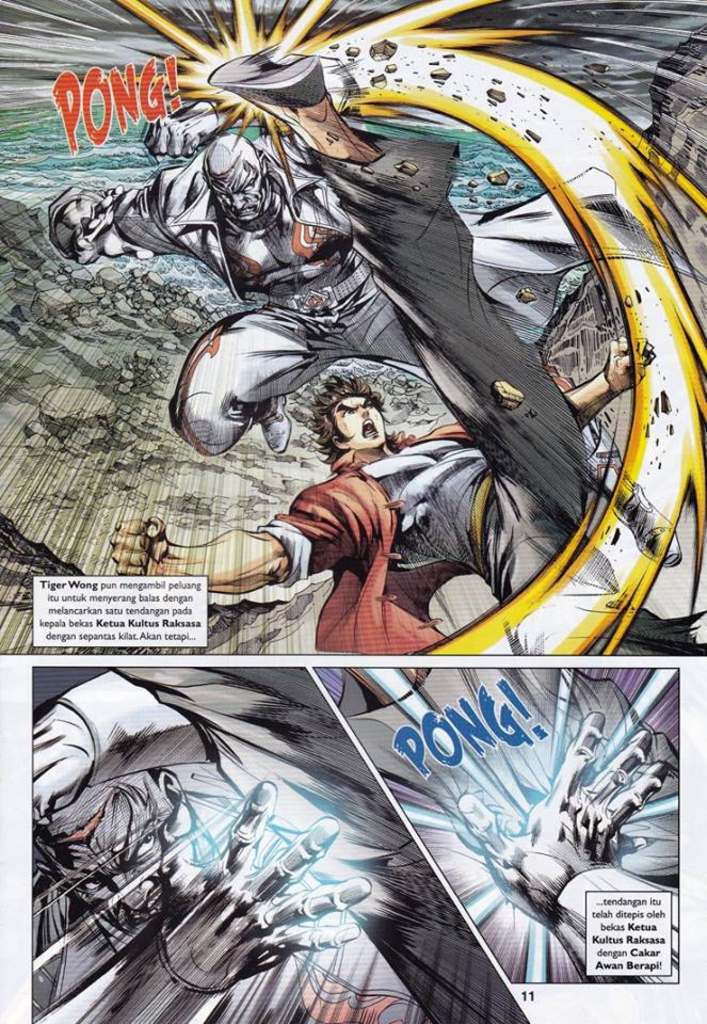 PONG!
Tiger Wong pun mengambil peluang
itu untuk menyerang balas dengan
melancarkan satu tendangan pada
kepala bekas Ketua Kultus Raksasa
dengan sepantas kilat. Akan tetapi...
PONG!
...tendangan itu
telah ditepis oleh
bekas Ketua
Kultus Raksasa
dengan Cakar
Awan Berapi!
11